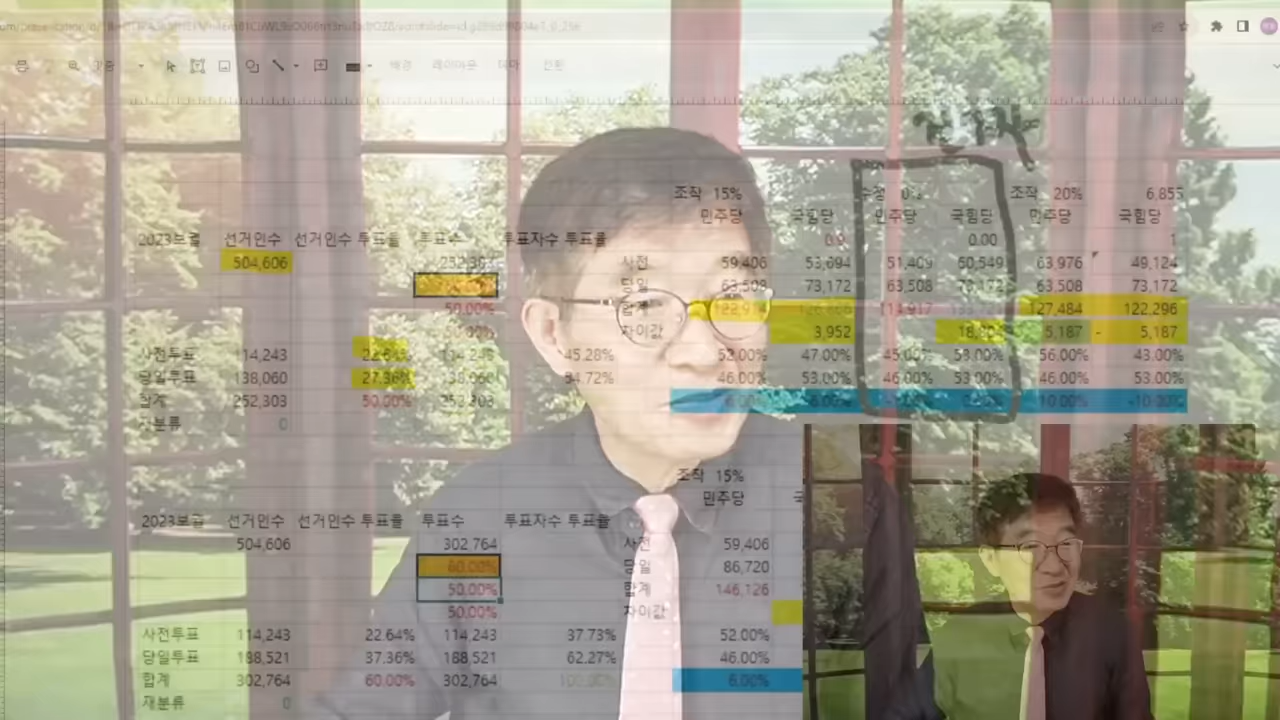 조작 15% 수정 0% 조작 20% 6,855
민주당 국힘당 민주당 국힘당 민주당 국힘당
2023보궐 선거인수 선거인수 투표율 투표수 투표자수 투표율 0.00 1
504,606 사전 59,406 53,694 51,409 60,549 63,976 49,124
당일 63,508 73,172 63,508 73,172 63,508 73,172
50.00% 합계 127,484 122,296
차이값 3,952 5,187 - 5,187
사전투표 114,243 22.64% 45.28% 52.00% 47.00% 45.00% 53.00% 56.00% 43.00%
당일투표 138,060 27.36% 54.72% 46.00% 53.00% 46.00% 53.00% 46.00% 53.00%
합계 252,303 50.00% 252,303
재분류 0
조작 15%
민주당
2023보궐 선거인수 선거인수 투표율 투표수 투표자수 투표율
504,606 302,764 사전 59,406
60.00% 당일 86,720
50.00% 합계 146,126
50.00% 차이값
사전투표 114,243 22.64% 114,243 37.73% 52.00%
당일투표 188,521 37.36% 188,521 62.27% 46.00%
합계 302,764 60.00% 302,764 100.00% 6.00%
재분류 0